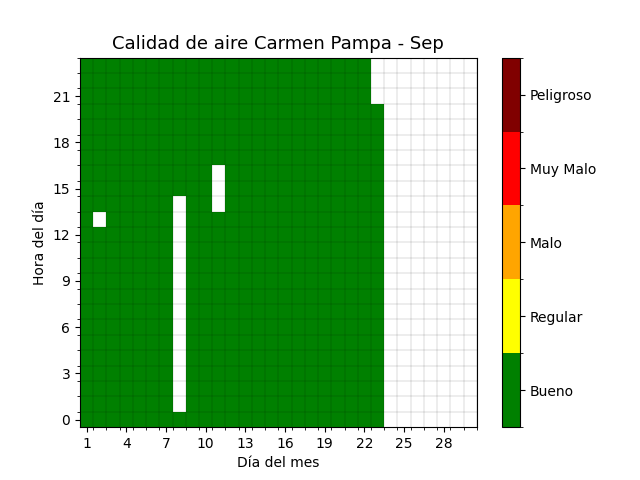 Calidad de aire Carmen Pampa - Sep
Hora del día
21
18
15
12
9
6
3
0
1 4 7 10 13 16 19 22 25 28
Día del mes
Peligroso
Muy Malo
Malo
Regular
Bueno